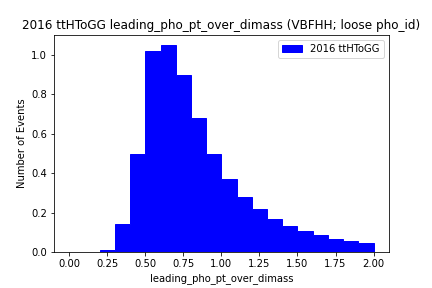 2016 ttHToGG leading_pho_pt_over_dimass (VBFHH; loose pho_id)
2016 ttHToGG
Number of Events
1.0
0.8
0.6
0.4
0.2
0.0
0.00 0.25 0.50 0.75 1.00 1.25 1.50 1.75 2.00
leading_pho_pt_over_dimass